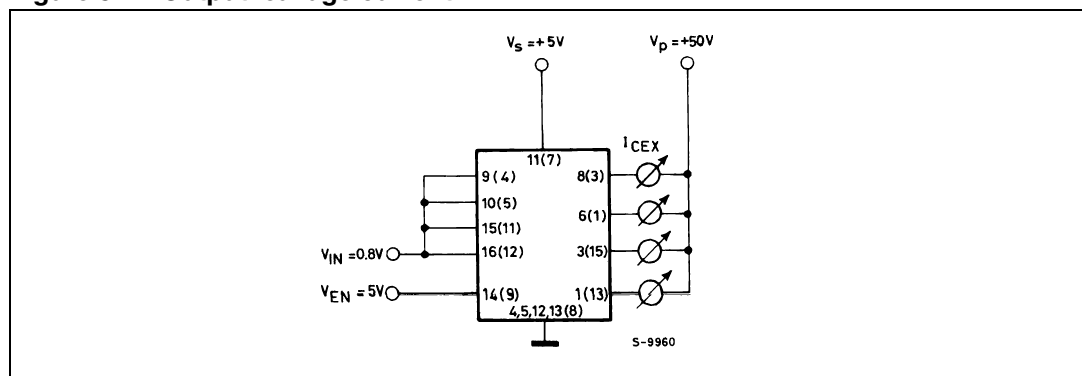 V_s = +5V
V_p = +50V
I_CEX
11(7)
9(4)
8(3)
10(5)
6(1)
15(11)
V_IN = 0.8V
16(12)
3(15)
V_EN = 5V
14(9)
1(13)
4,5,12,13(8)
S-9960